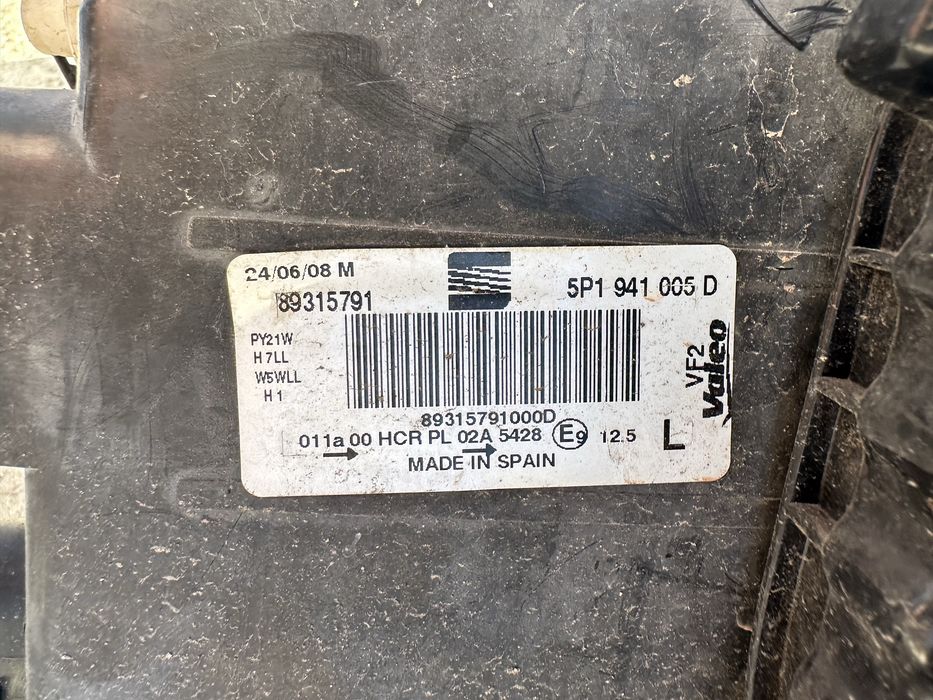 24/06/08 M
89315791
5P1 941 005 D
PY21W
H7LL
W5WLL
H1
VF2
Valeo
89315791000D
011a 00 HCR PL 02A 5428 E9 12.5
L
MADE IN SPAIN